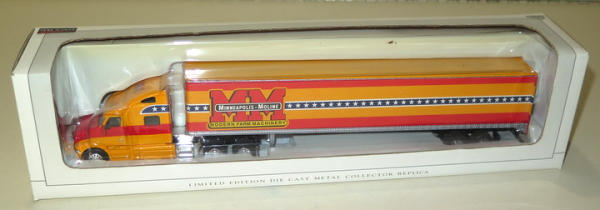 MM
MINNEAPOLIS-MOLINE
MODERN FARM MACHINERY
LIMITED EDITION DIE CAST METAL COLLECTOR REPLICA